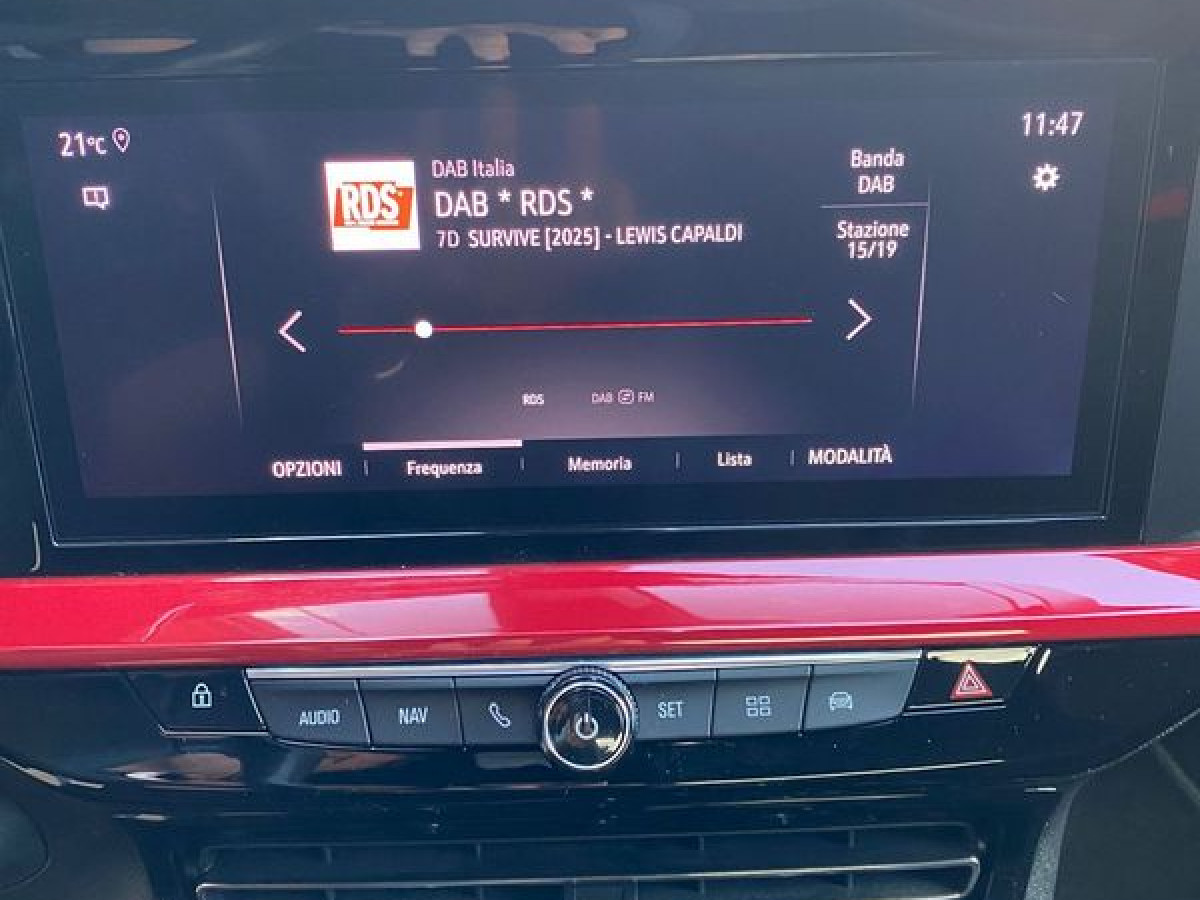 21°C
11:47
RDS
DAB Italia
DAB * RDS *
7D SURVIVE [2025] - LEWIS CAPALDI
Banda
DAB
Stazione
15/19
RDS
DAB FM
OPZIONI
Frequenza
Memoria
Lista
MODALITÀ
AUDIO
NAV
SET